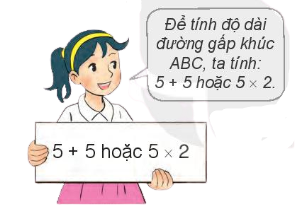 Để tính độ dài
đường gấp khúc
ABC, ta tính:
5 + 5 hoặc 5 × 2.
5 + 5 hoặc 5 × 2